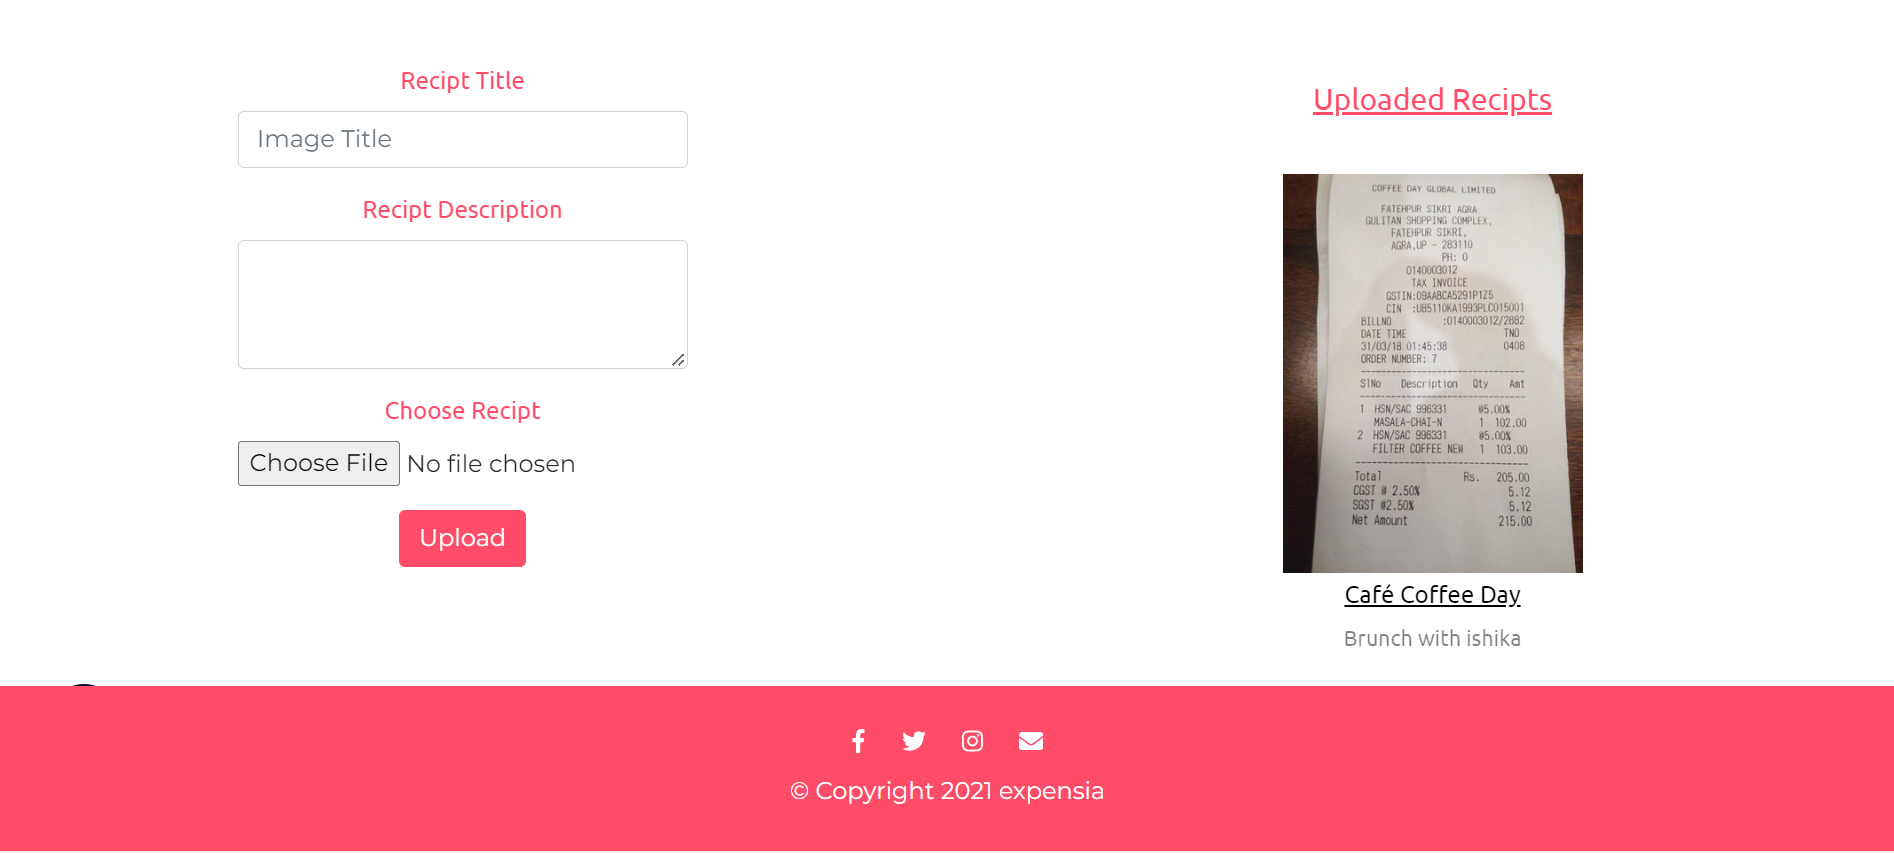 Recipt Title
Image Title
Recipt Description
Choose Recipt
Choose File No file chosen
Upload
Uploaded Recipts
COFFEE DAY GLOBAL LIMITED
FATEHPUR SIKRI AGRA
GULITAN SHOPPING COMPLEX,
FATEHPUR SIKRI,
AGRA,UP - 283110
PH: 0
0140003012
TAX INVOICE
GSTIN:09AABCA5291P1Z5
CIN :U85110KA1993PLC015001
BILLNO :0140003012/2882
DATE TIME TNO
31/03/18 01:45:38 0408
ORDER NUMBER: 7
SlNo Description Qty Amt
1 HSN/SAC 996331 @5.00%
MASALA-CHAI-N 1 102.00
2 HSN/SAC 996331 @5.00%
FILTER COFFEE NEW 1 103.00
Total Rs. 205.00
CGST @ 2.50% 5.12
SGST @2.50% 5.12
Net Amount 215.00
Café Coffee Day
Brunch with ishika
© Copyright 2021 expensia